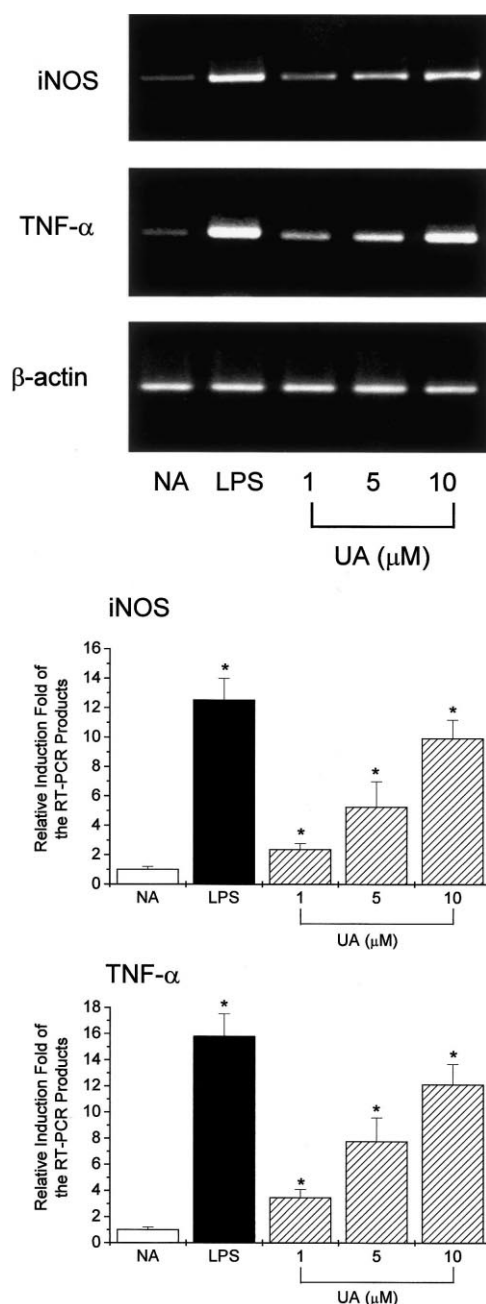 iNOS
TNF-α
β-actin
NA LPS 1 5 10
UA (μM)
iNOS
Relative Induction Fold of
the RT-PCR Products
16
14
12
10
8
6
4
2
0
*
*
*
*
NA LPS 1 5 10
UA (μM)
TNF-α
Relative Induction Fold of
the RT-PCR Products
18
16
14
12
10
8
6
4
2
0
*
*
*
*
NA LPS 1 5 10
UA (μM)